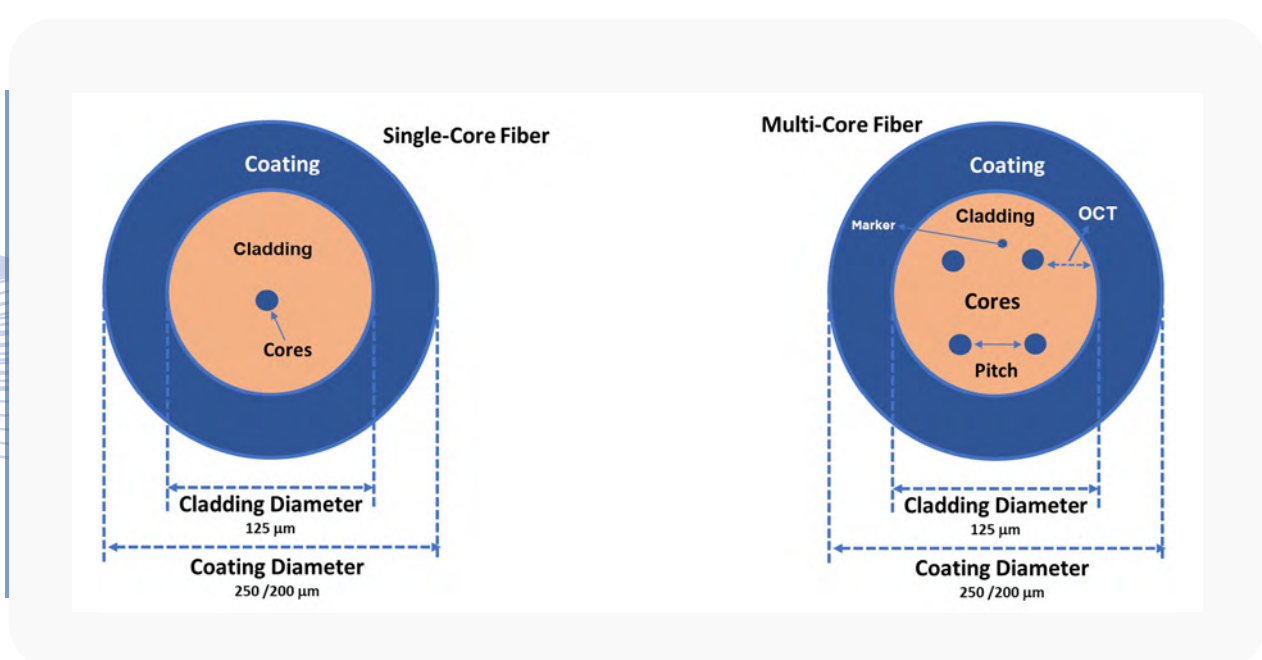 Single-Core Fiber
Coating
Cladding
Cores
Cladding Diameter
125 μm
Coating Diameter
250 /200 μm
Multi-Core Fiber
Coating
Cladding
OCT
Marker
Cores
Pitch
Cladding Diameter
125 μm
Coating Diameter
250 /200 μm